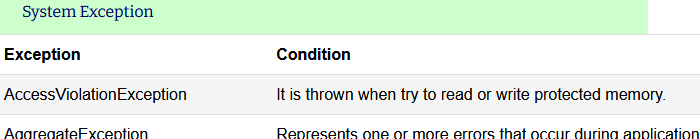 System Exception
Exception Condition
AccessViolationException It is thrown when try to read or write protected memory.
AggregateException Represents one or more errors that occur during application